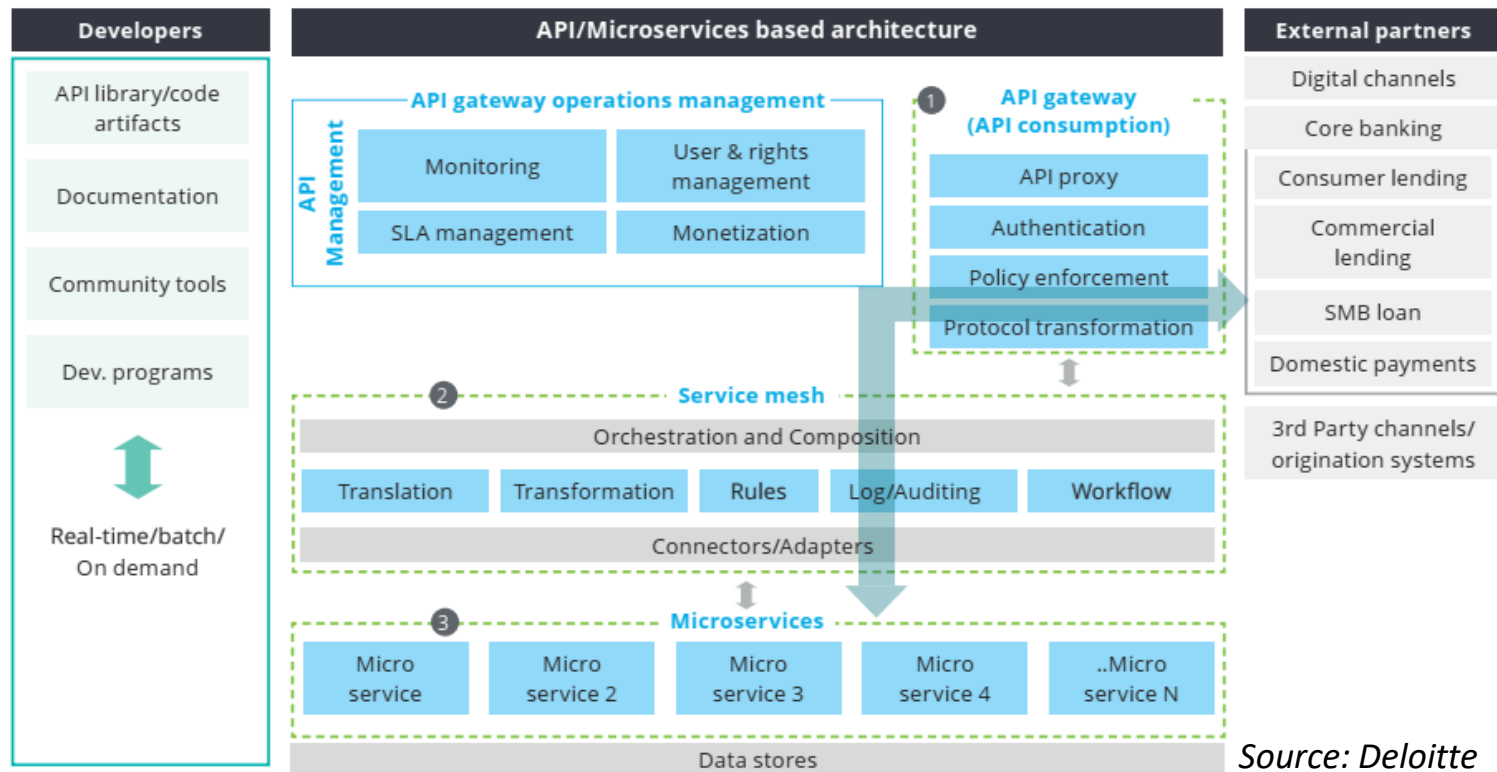 Developers
API library/code
artifacts
Documentation
Community tools
Dev. programs
Real-time/batch/
On demand
API/Microservices based architecture
API gateway operations management
API
Management
Monitoring
User & rights
management
SLA management
Monetization
1
API gateway
(API consumption)
API proxy
Authentication
Policy enforcement
Protocol transformation
2
Service mesh
Orchestration and Composition
Translation
Transformation
Rules
Log/Auditing
Workflow
Connectors/Adapters
3
Microservices
Micro
service
Micro
service 2
Micro
service 3
Micro
service 4
..Micro
service N
Data stores
External partners
Digital channels
Core banking
Consumer lending
Commercial
lending
SMB loan
Domestic payments
3rd Party channels/
origination systems
Source: Deloitte